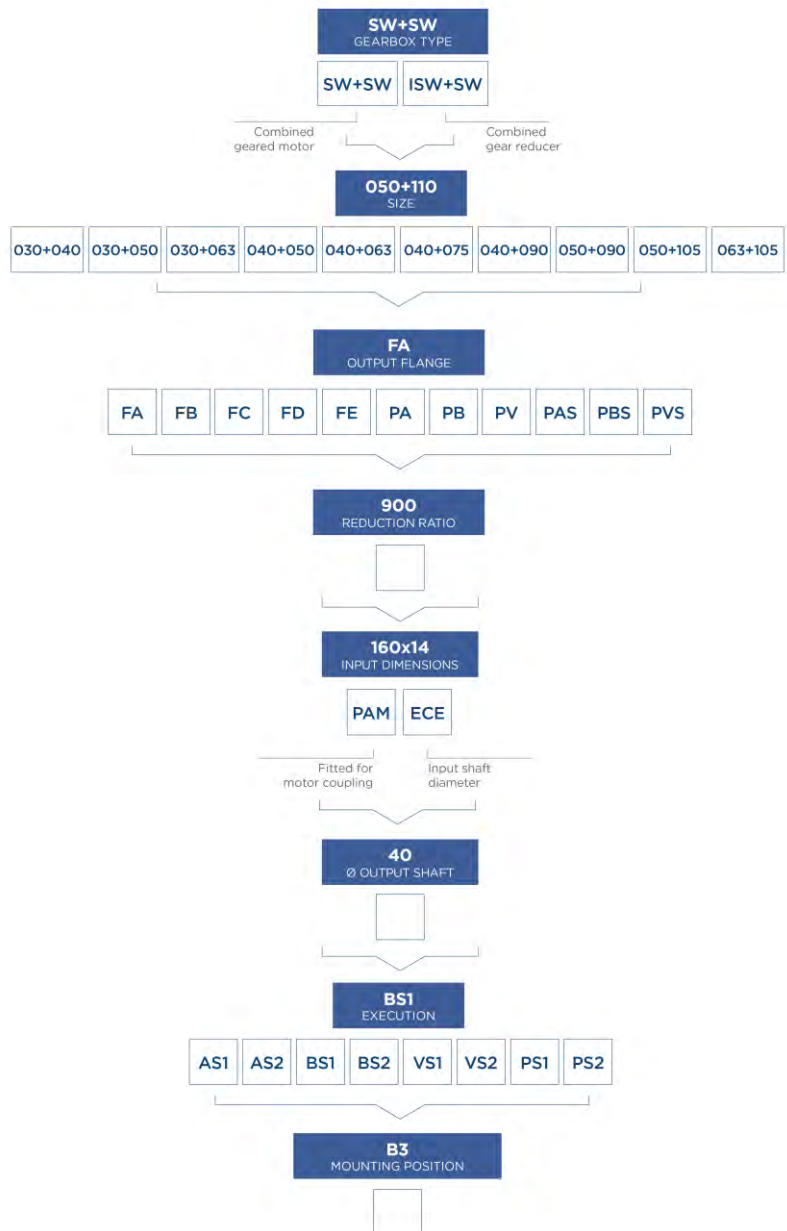 SW+SW
GEARBOX TYPE
SW+SW ISW+SW
Combined
geared motor
Combined
gear reducer
050+110
SIZE
030+040 030+050 030+063 040+050 040+063 040+075 040+090 050+090 050+105 063+105
FA
OUTPUT FLANGE
FA FB FC FD FE PA PB PV PAS PBS PVS
900
REDUCTION RATIO
160x14
INPUT DIMENSIONS
PAM ECE
Fitted for
motor coupling
Input shaft
diameter
40
Ø OUTPUT SHAFT
BS1
EXECUTION
AS1 AS2 BS1 BS2 VS1 VS2 PS1 PS2
B3
MOUNTING POSITION